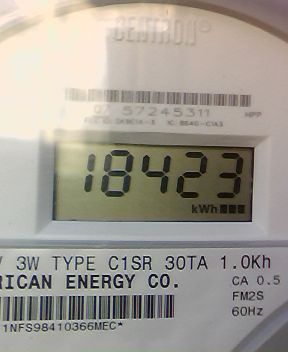 CENTRON®
07 57245311 HPP
18423
kWh
V 3W TYPE C1SR 30TA 1.0Kh
RICAN ENERGY CO. CA 0.5
FM2S
60Hz
1NFS98410366MEC*